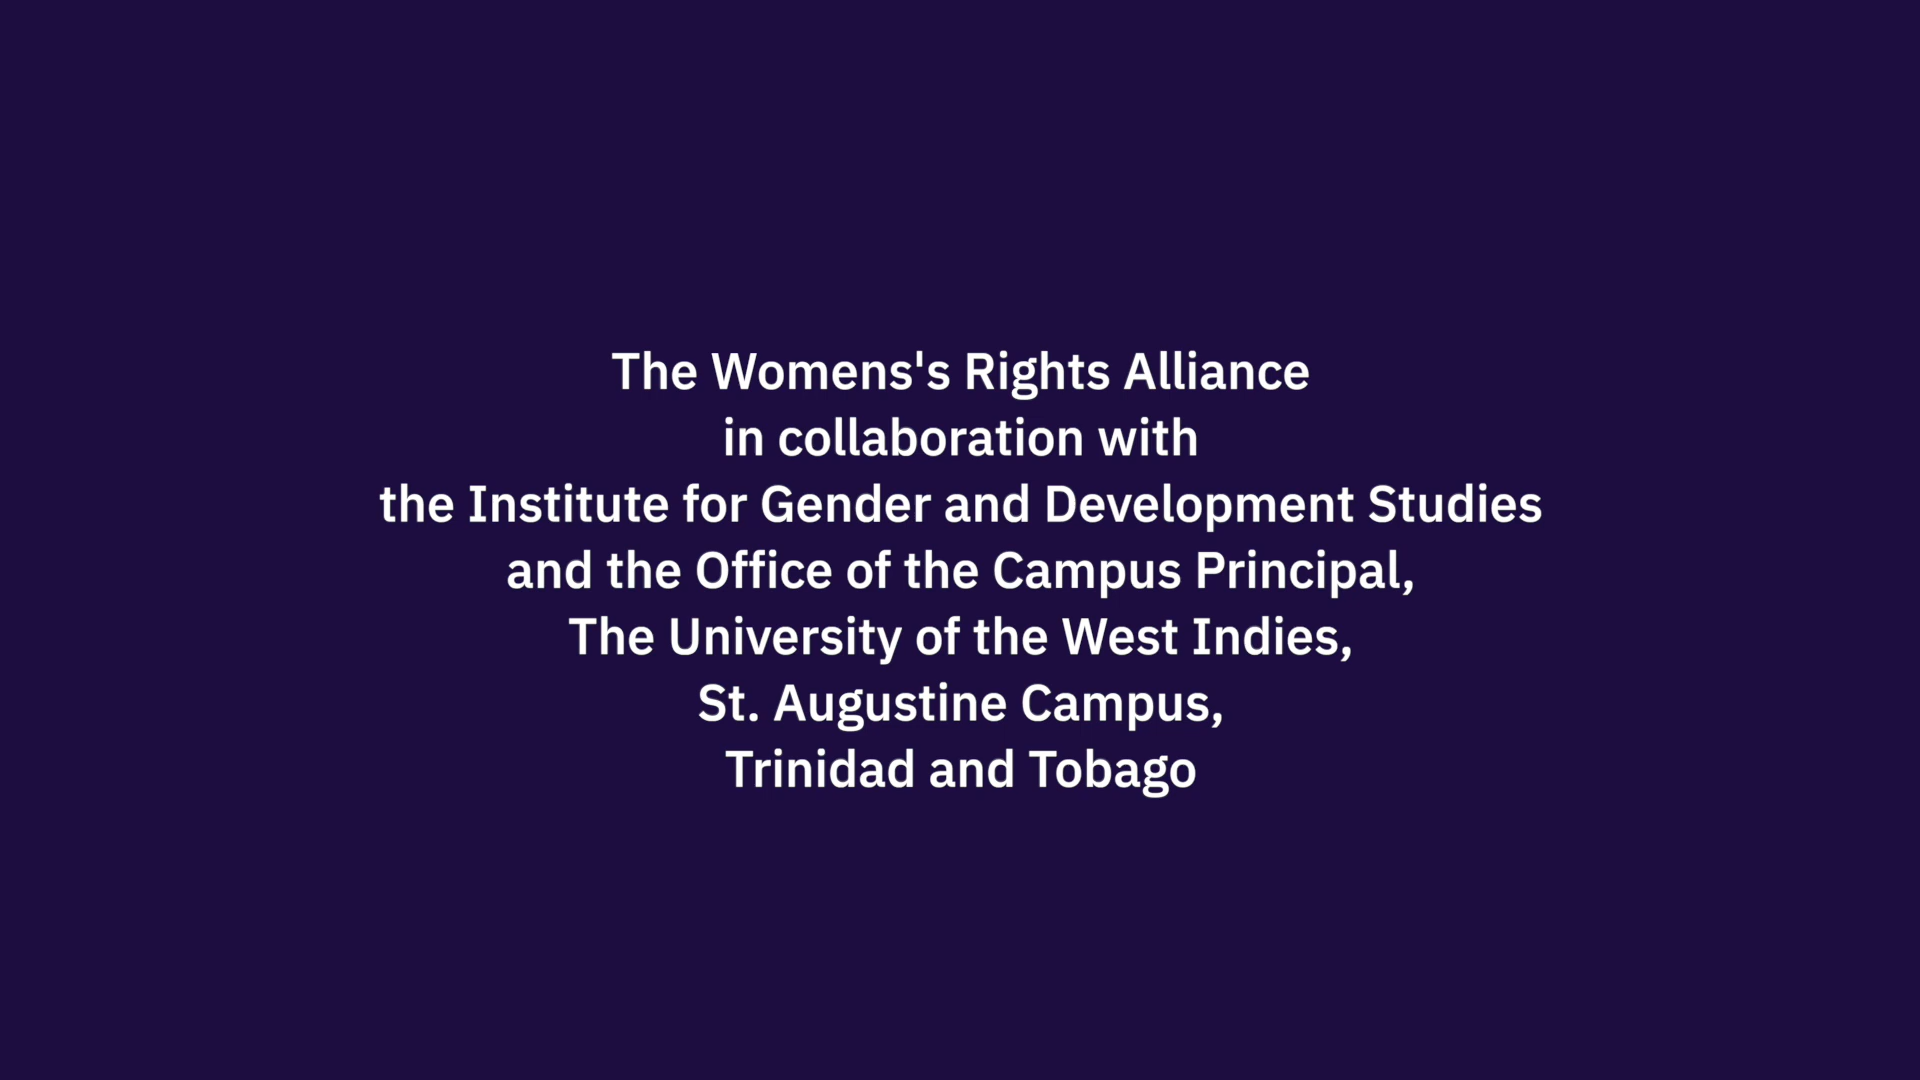 The Womens's Rights Alliance
in collaboration with
the Institute for Gender and Development Studies
and the Office of the Campus Principal,
The University of the West Indies,
St. Augustine Campus,
Trinidad and Tobago